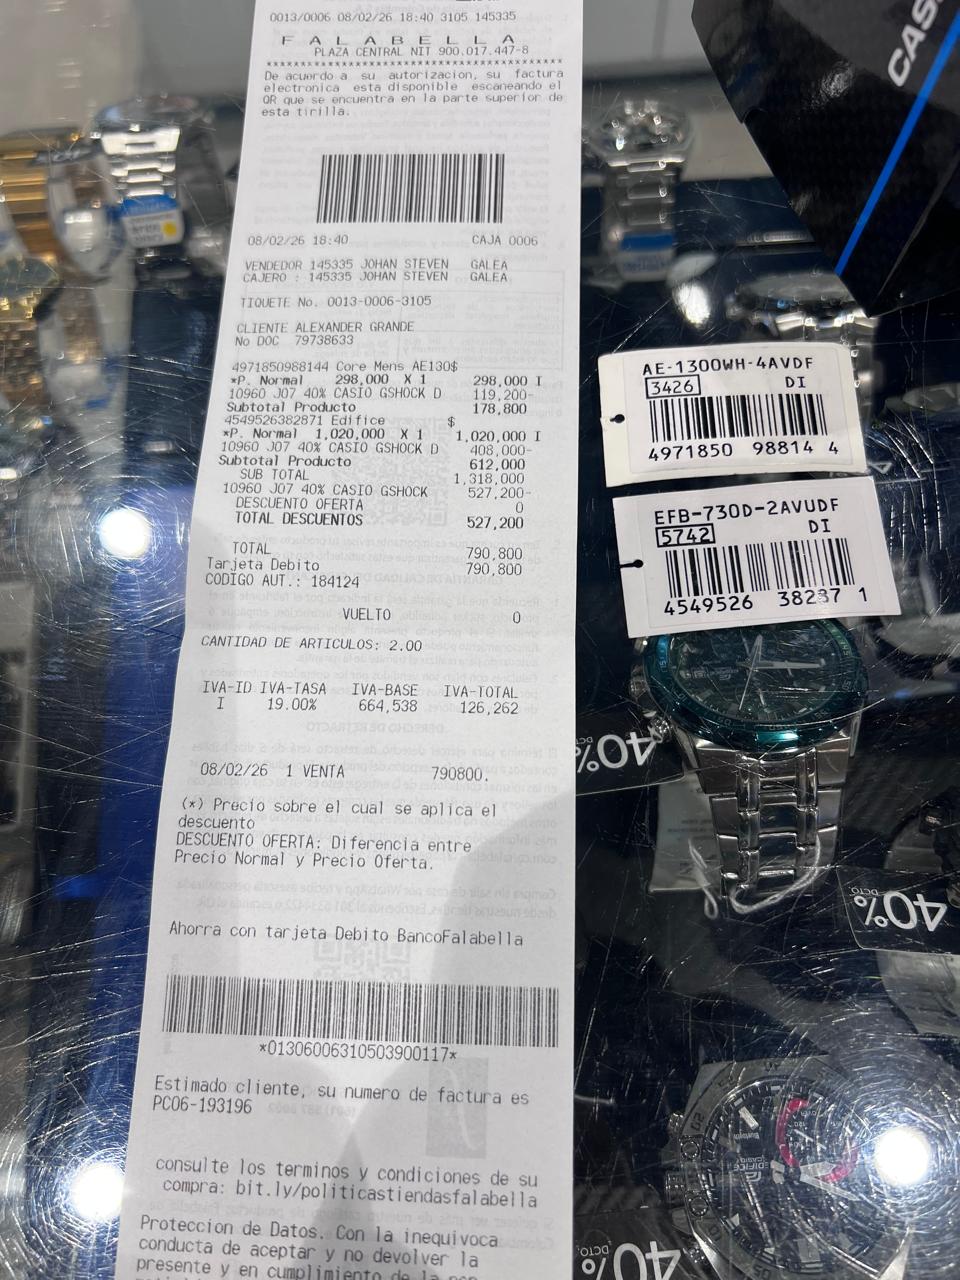 0013/0006 08/02/26 18:40 3105 145335
F A L A B E L L A
PLAZA CENTRAL NIT 900.017.447-8
De acuerdo a su autorizacion, su factura
electronica esta disponible escaneando el
QR que se encuentra en la parte superior de
esta tirilla.
08/02/26 18:40 CAJA 0006
VENDEDOR 145335 JOHAN STEVEN GALEA
CAJERO : 145335 JOHAN STEVEN GALEA
TIQUETE No. 0013-0006-3105
CLIENTE ALEXANDER GRANDE
No DOC 79738633
4971850988144 Core Mens AE130$
*P. Normal 298,000 X 1 298,000 I
10960 J07 40% CASIO GSHOCK D 119,200-
Subtotal Producto 178,800
4549526382871 Edifice $
*P. Normal 1,020,000 X 1 1,020,000 I
10960 J07 40% CASIO GSHOCK D 408,000-
Subtotal Producto 612,000
SUB TOTAL 1,318,000
10960 J07 40% CASIO GSHOCK 527,200-
DESCUENTO OFERTA 0
TOTAL DESCUENTOS 527,200
TOTAL 790,800
Tarjeta Debito 790,800
CODIGO AUT.: 184124
VUELTO 0
CANTIDAD DE ARTICULOS: 2.00
IVA-ID IVA-TASA IVA-BASE IVA-TOTAL
I 19.00% 664,538 126,262
08/02/26 1 VENTA 790800.
(*) Precio sobre el cual se aplica el
descuento
DESCUENTO OFERTA: Diferencia entre
Precio Normal y Precio Oferta.
Ahorra con tarjeta Debito BancoFalabella
*01306006310503900117*
Estimado cliente, su numero de factura es
PC06-193196
consulte los terminos y condiciones de su
compra: bit.ly/politicastiendasfalabella
Proteccion de Datos. Con la inequivoca
conducta de aceptar y no devolver la
presente y en cumplimiento de la
AE-1300WH-4AVDF
3426 DI
4971850 98814 4
EFB-730D-2AVUDF
5742 DI
4549526 38287 1
40%
40% DCTO.
40% DCTO.
CAS